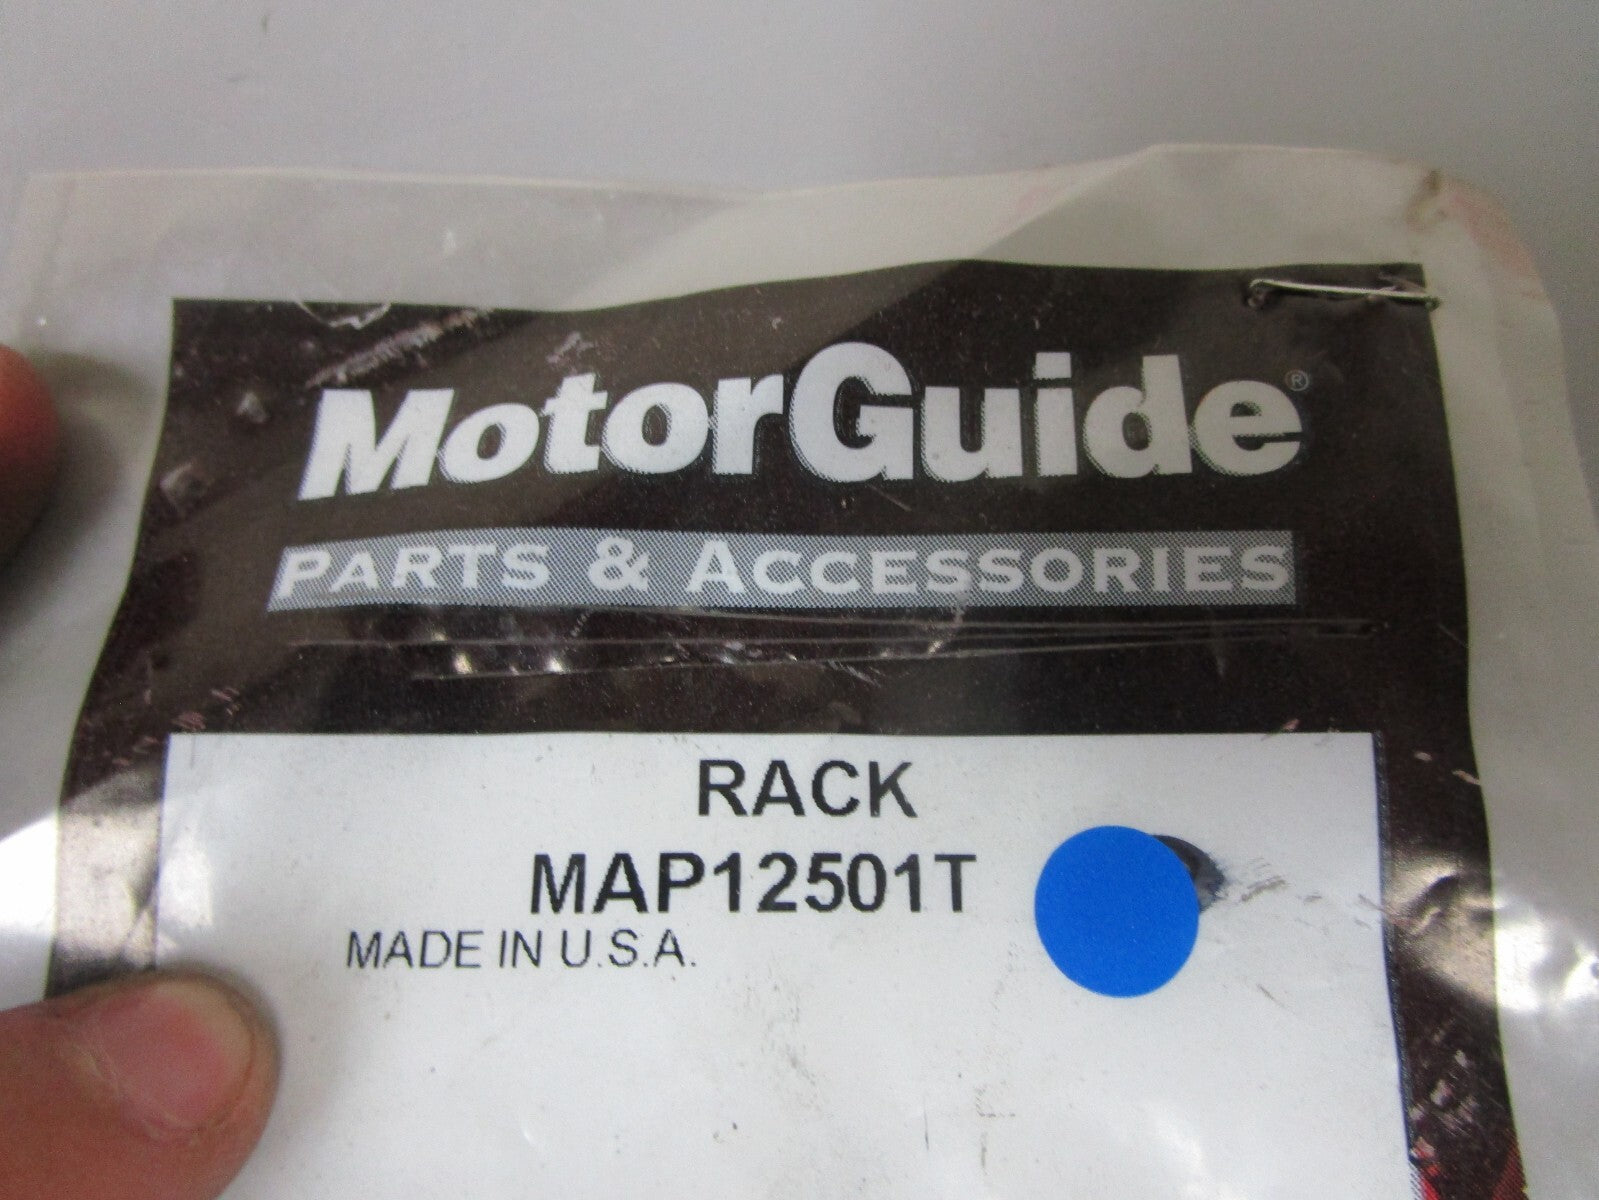 MotorGuide®
PARTS & ACCESSORIES
RACK
MAP12501T
MADE IN U.S.A.